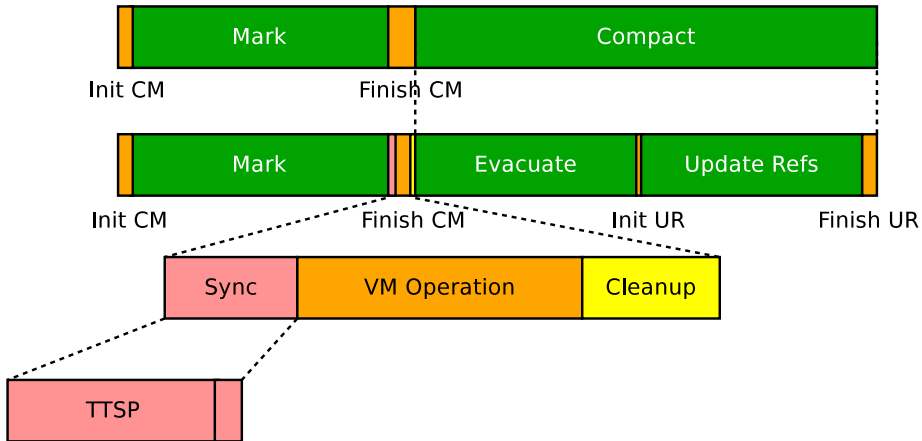 Mark Compact
Init CM Finish CM
Mark Evacuate Update Refs
Init CM Finish CM Init UR Finish UR
Sync VM Operation Cleanup
TTSP